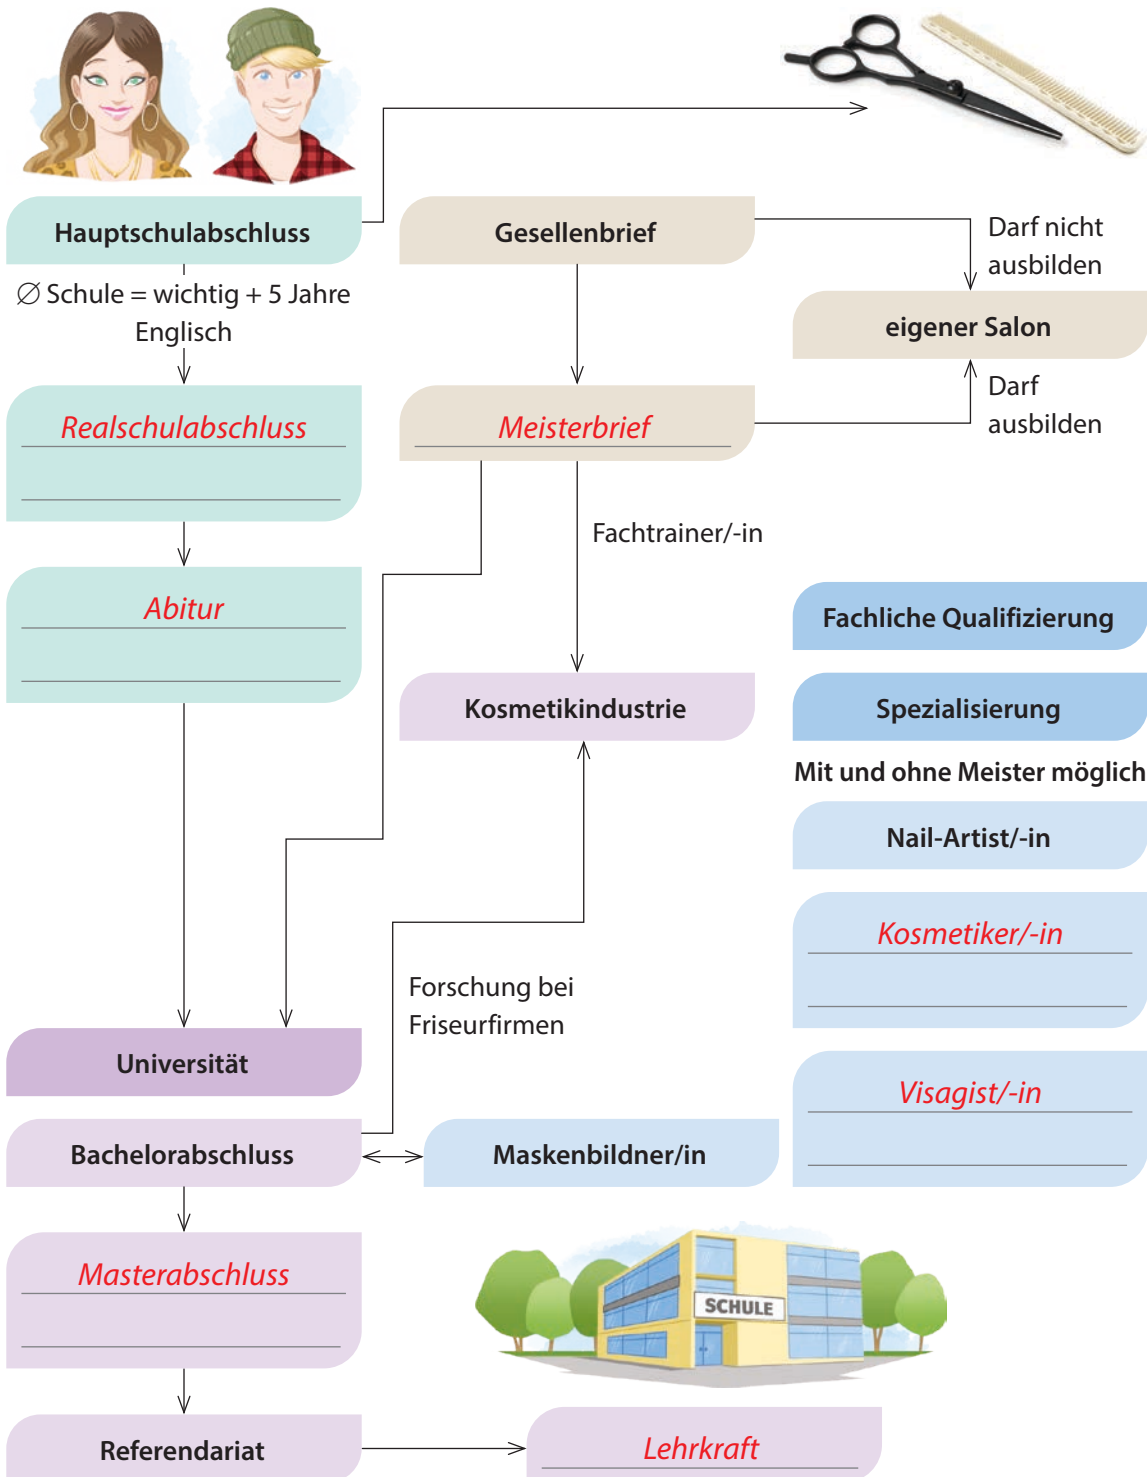 Hauptschulabschluss
Gesellenbrief
Darf nicht
ausbilden
∅ Schule = wichtig + 5 Jahre
Englisch
eigener Salon
Realschulabschluss
Meisterbrief
Darf
ausbilden
Fachtrainer/-in
Abitur
Fachliche Qualifizierung
Kosmetikindustrie
Spezialisierung
Mit und ohne Meister möglich
Nail-Artist/-in
Kosmetiker/-in
Forschung bei
Friseurfirmen
Universität
Visagist/-in
Bachelorabschluss
Maskenbildner/in
Masterabschluss
SCHULE
Referendariat
Lehrkraft